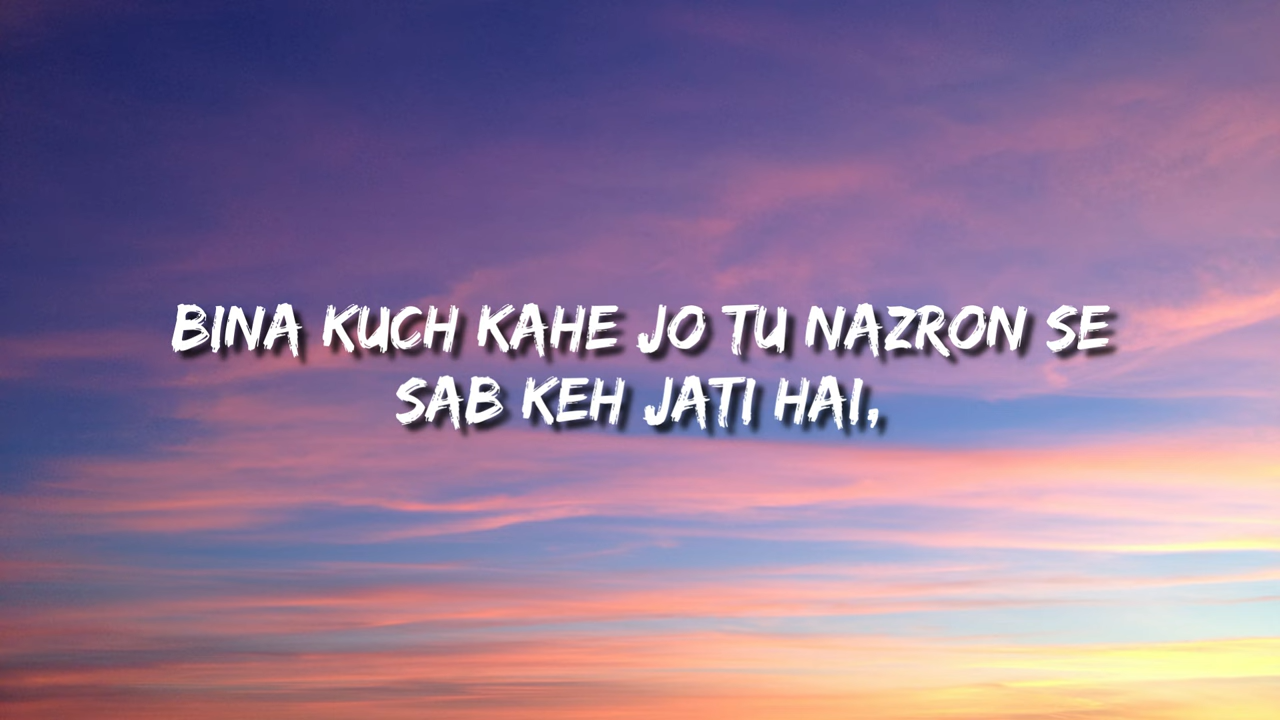 BINA KUCH KAHE JO TU NAZRON SE
SAB KEH JATI HAI,